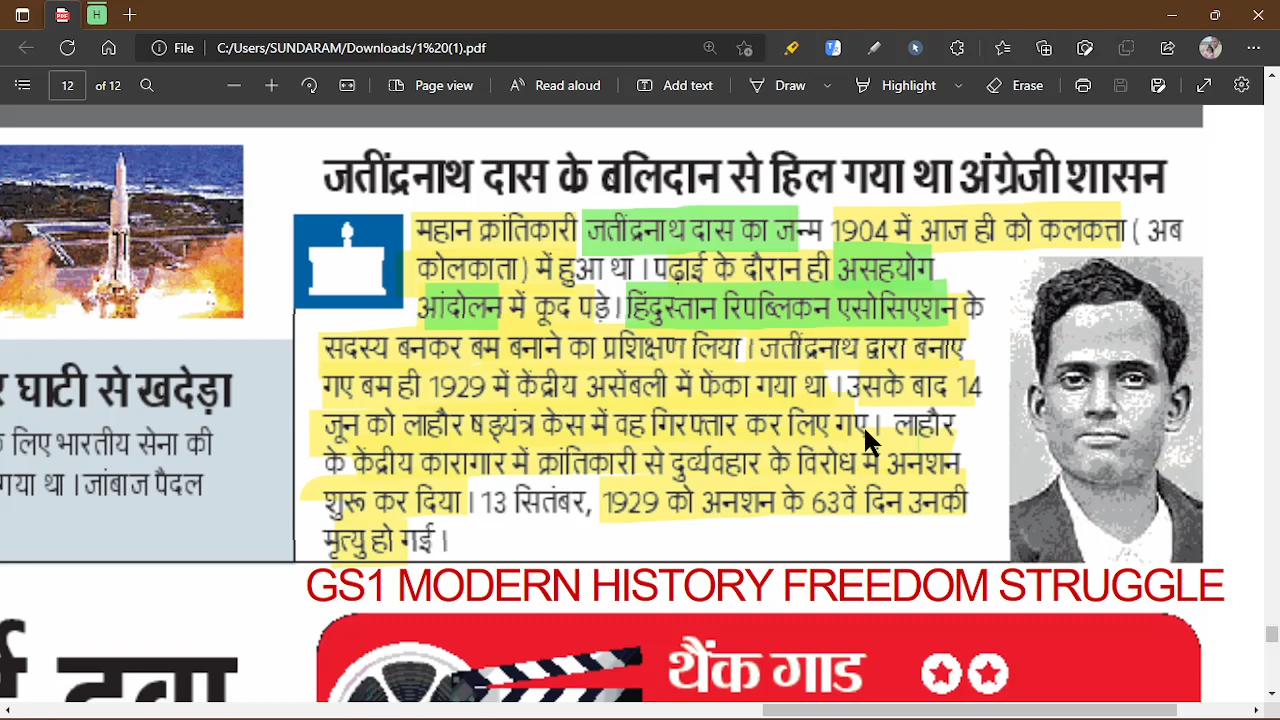 File
C:/Users/SUNDARAM/Downloads/1%20(1).pdf
12 of 12
Page view
Read aloud
Add text
Draw
Highlight
Erase
जतींद्रनाथ दास के बलिदान से हिल गया था अंग्रेजी शासन
महान क्रांतिकारी जतींद्रनाथ दास का जन्म 1904 में आज ही को कलकत्ता ( अब
कोलकाता ) में हुआ था । पढ़ाई के दौरान ही असहयोग
आंदोलन में कूद पड़े। हिंदुस्तान रिपब्लिकन एसोसिएशन के
सदस्य बनकर बम बनाने का प्रशिक्षण लिया । जतींद्रनाथ द्वारा बनाए
गए बम ही 1929 में केंद्रीय असेंबली में फेंका गया था । उसके बाद 14
जून को लाहौर षड्यंत्र केस में वह गिरफ्तार कर लिए गए। लाहौर
के केंद्रीय कारागार में क्रांतिकारी से दुर्व्यवहार के विरोध में अनशन
शुरू कर दिया । 13 सितंबर, 1929 को अनशन के 63वें दिन उनकी
मृत्यु हो गई ।
घाटी से खदेड़ा
लिए भारतीय सेना की
गया था । जांबाज पैदल
GS1 MODERN HISTORY FREEDOM STRUGGLE
थैंक गाड